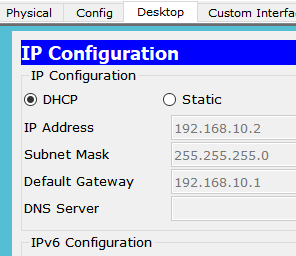 Physical Config Desktop Custom Interfa
IP Configuration
IP Configuration
DHCP Static
IP Address 192.168.10.2
Subnet Mask 255.255.255.0
Default Gateway 192.168.10.1
DNS Server
IPv6 Configuration